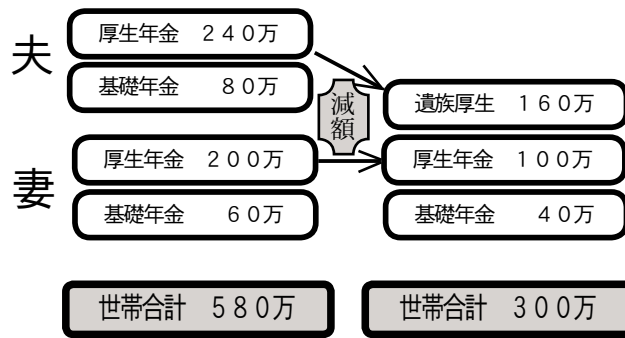 夫
厚生年金　２４０万
基礎年金　　８０万
減額
遺族厚生　１６０万
妻
厚生年金　２００万
厚生年金　１００万
基礎年金　　６０万
基礎年金　　４０万
世帯合計　５８０万
世帯合計　３００万